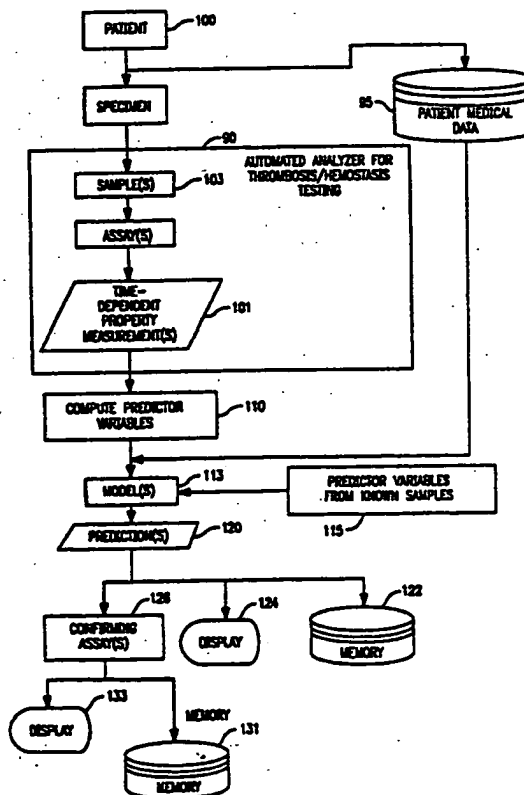 PATIENT
100
SPECIMEN
95
PATIENT MEDICAL
DATA
90
AUTOMATED ANALYZER FOR
THROMBOSIS/HEMOSTASIS
TESTING
SAMPLE(S)
103
ASSAY(S)
TIME-
DEPENDENT
PROPERTY
MEASUREMENT(S)
101
COMPUTE PREDICTOR
VARIABLES
110
MODEL(S)
113
PREDICTOR VARIABLES
FROM KNOWN SAMPLES
115
PREDICTION(S)
120
CONFIRMING
ASSAY(S)
126
DISPLAY
124
MEMORY
122
DISPLAY
133
MEMORY
MEMORY
131